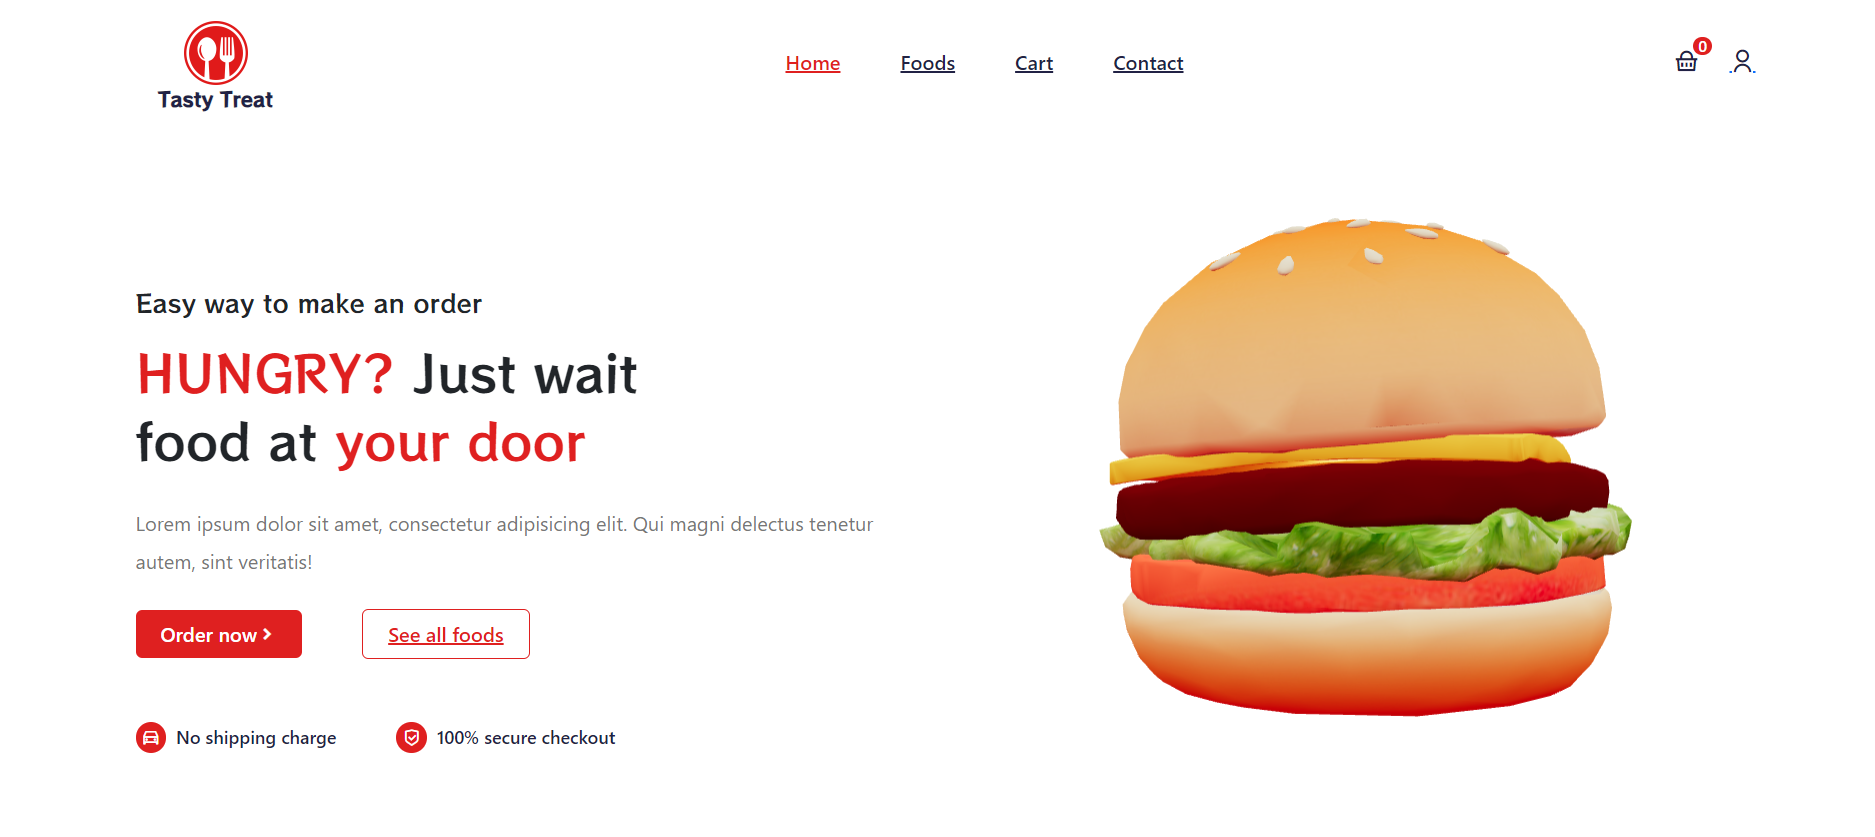 Tasty Treat
Home Foods Cart Contact
0
Easy way to make an order
HUNGRY? Just wait
food at your door
Lorem ipsum dolor sit amet, consectetur adipisicing elit. Qui magni delectus tenetur
autem, sint veritatis!
Order now
See all foods
No shipping charge
100% secure checkout